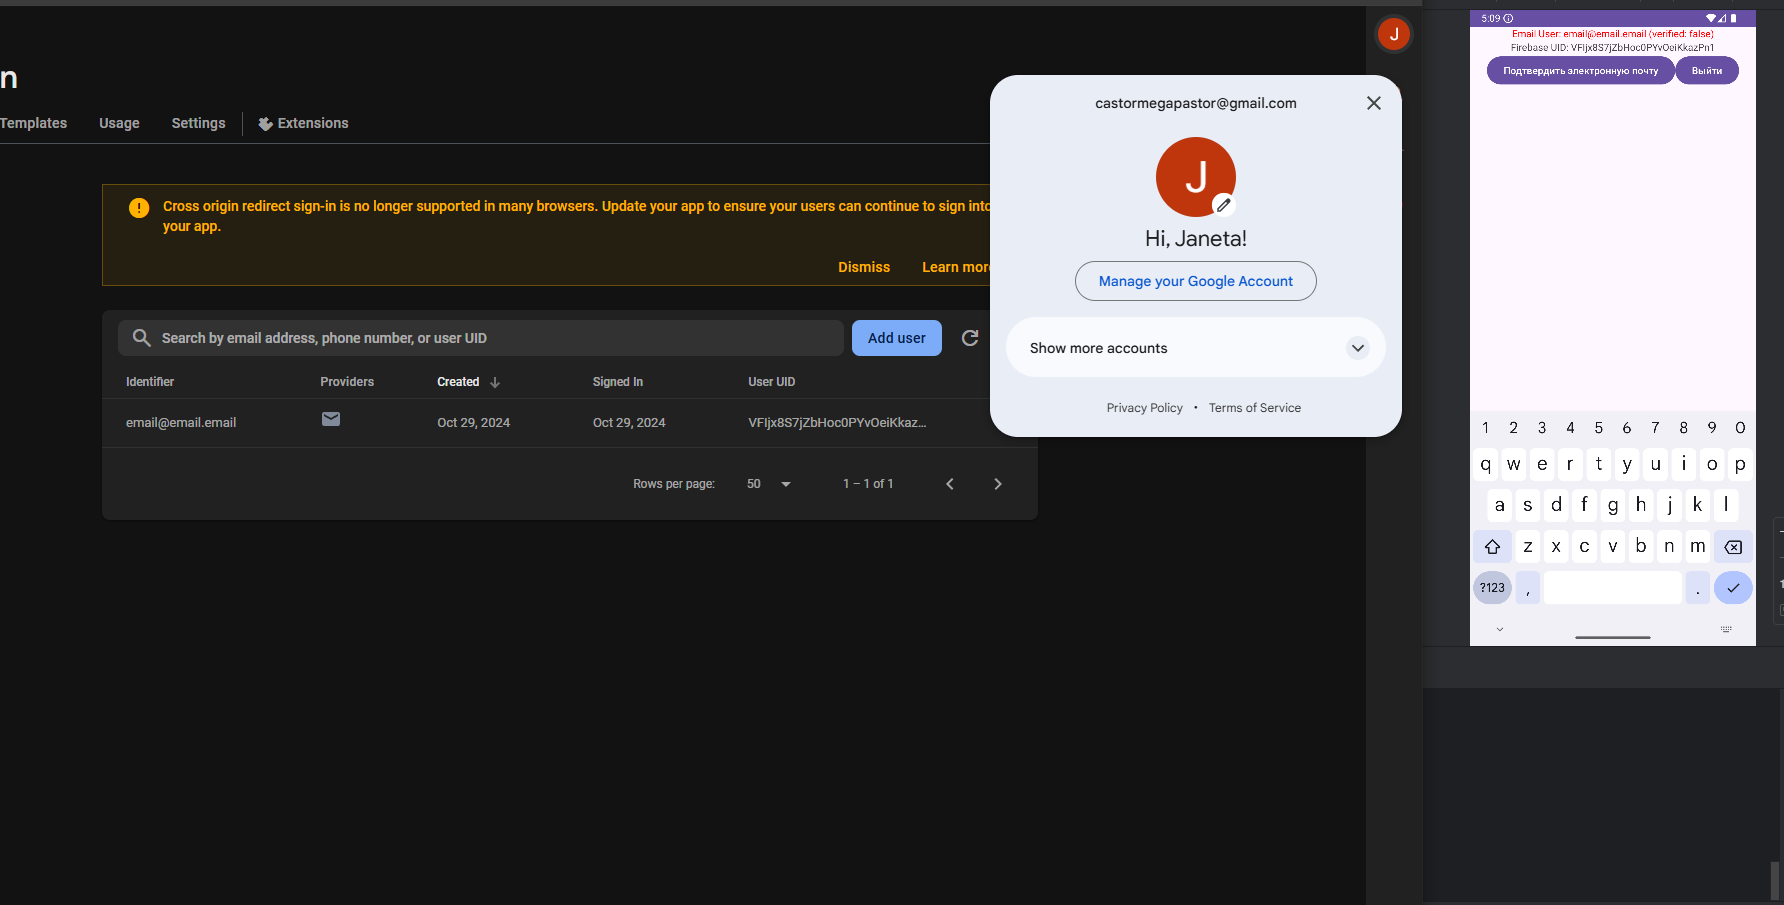 n
Templates
Usage
Settings
Extensions
Cross origin redirect sign-in is no longer supported in many browsers. Update your app to ensure your users can continue to sign into
your app.
Dismiss
Learn more
Search by email address, phone number, or user UID
Add user
Identifier
Providers
Created
Signed In
User UID
email@email.email
Oct 29, 2024
Oct 29, 2024
VFIjx8S7jZbHoc0PYvOeiKkaz...
Rows per page:
50
1 – 1 of 1
J
castormegapastor@gmail.com
J
Hi, Janeta!
Manage your Google Account
Show more accounts
Privacy Policy • Terms of Service
5:09
Email User: email@email.email (verified: false)
Firebase UID: VFIjx8S7jZbHoc0PYvOeiKkazPn1
Подтвердить электронную почту
Выйти
1 2 3 4 5 6 7 8 9 0
q w e r t y u i o p
a s d f g h j k l
z x c v b n m
?123 , .